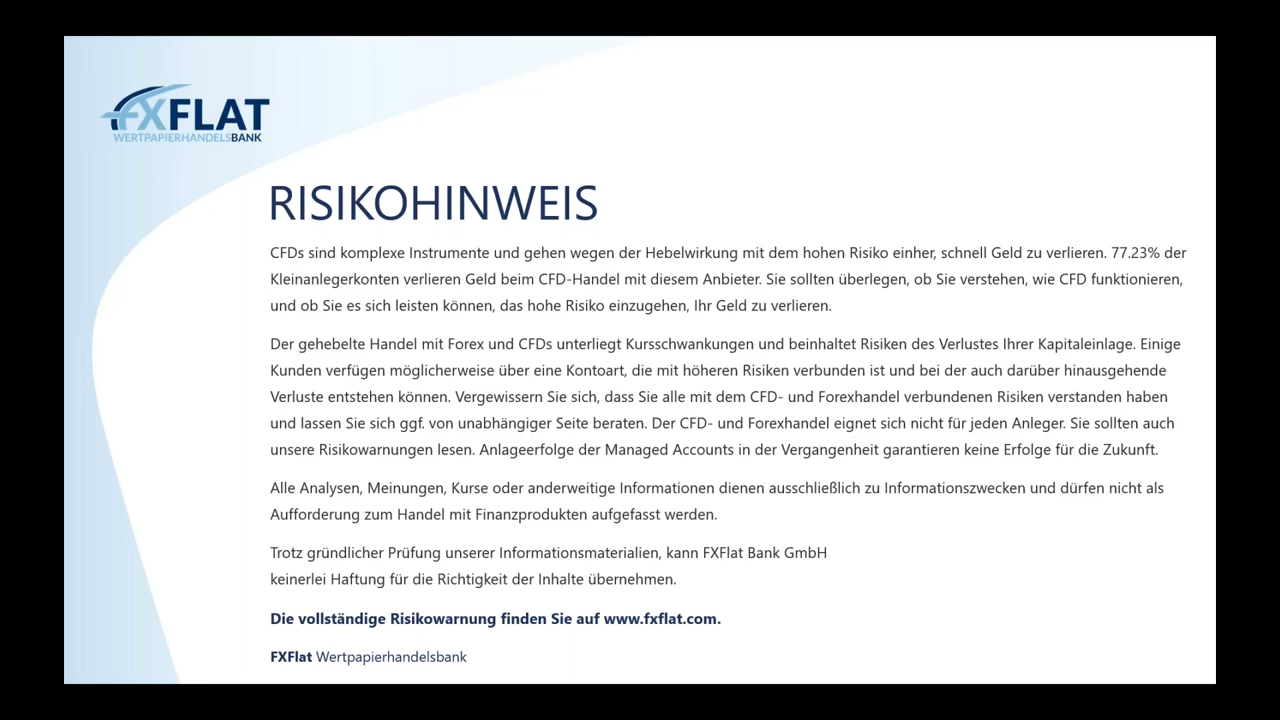 FXFLAT
WERTPAPIERHANDELSBANK
RISIKOHINWEIS
CFDs sind komplexe Instrumente und gehen wegen der Hebelwirkung mit dem hohen Risiko einher, schnell Geld zu verlieren. 77.23% der
Kleinanlegerkonten verlieren Geld beim CFD-Handel mit diesem Anbieter. Sie sollten überlegen, ob Sie verstehen, wie CFD funktionieren,
und ob Sie es sich leisten können, das hohe Risiko einzugehen, Ihr Geld zu verlieren.
Der gehebelte Handel mit Forex und CFDs unterliegt Kursschwankungen und beinhaltet Risiken des Verlustes Ihrer Kapitaleinlage. Einige
Kunden verfügen möglicherweise über eine Kontoart, die mit höheren Risiken verbunden ist und bei der auch darüber hinausgehende
Verluste entstehen können. Vergewissern Sie sich, dass Sie alle mit dem CFD- und Forexhandel verbundenen Risiken verstanden haben
und lassen Sie sich ggf. von unabhängiger Seite beraten. Der CFD- und Forexhandel eignet sich nicht für jeden Anleger. Sie sollten auch
unsere Risikowarnungen lesen. Anlageerfolge der Managed Accounts in der Vergangenheit garantieren keine Erfolge für die Zukunft.
Alle Analysen, Meinungen, Kurse oder anderweitige Informationen dienen ausschließlich zu Informationszwecken und dürfen nicht als
Aufforderung zum Handel mit Finanzprodukten aufgefasst werden.
Trotz gründlicher Prüfung unserer Informationsmaterialien, kann FXFlat Bank GmbH
keinerlei Haftung für die Richtigkeit der Inhalte übernehmen.
Die vollständige Risikowarnung finden Sie auf www.fxflat.com.
FXFlat Wertpapierhandelsbank